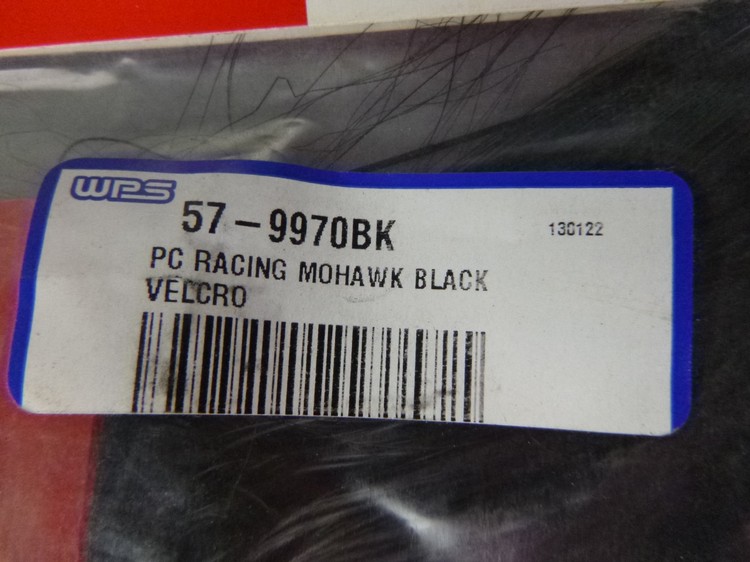 WPS
57-9970BK
130122
PC RACING MOHAWK BLACK
VELCRO